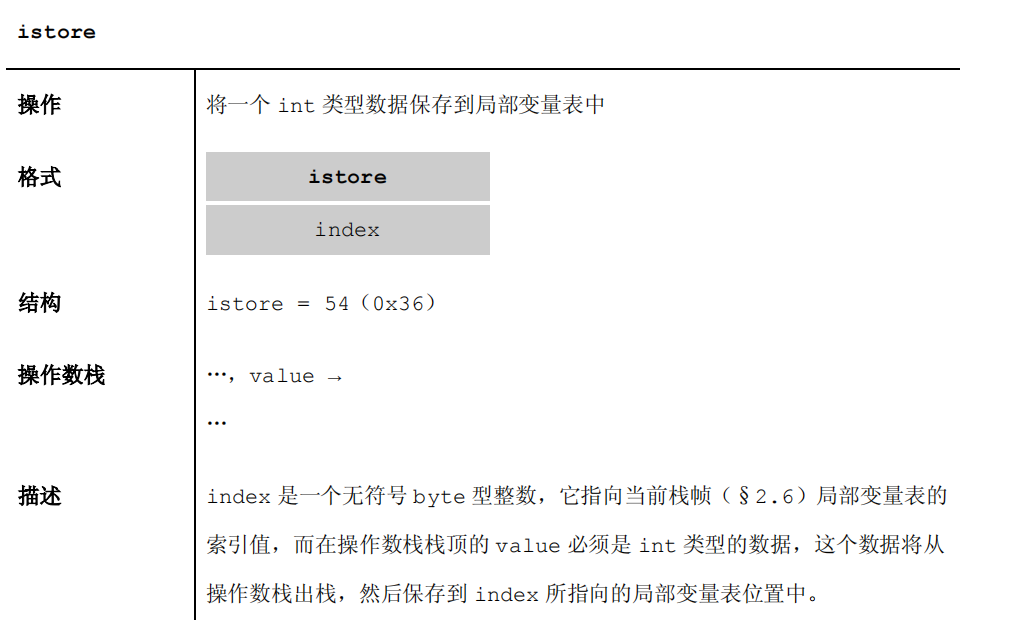 istore
操作
将一个 int 类型数据保存到局部变量表中
格式
istore
index
结构
istore = 54（0x36）
操作数栈
…，value →
…
描述
index 是一个无符号 byte 型整数，它指向当前栈帧（§2.6）局部变量表的
索引值，而在操作数栈栈顶的 value 必须是 int 类型的数据，这个数据将从
操作数栈出栈，然后保存到 index 所指向的局部变量表位置中。